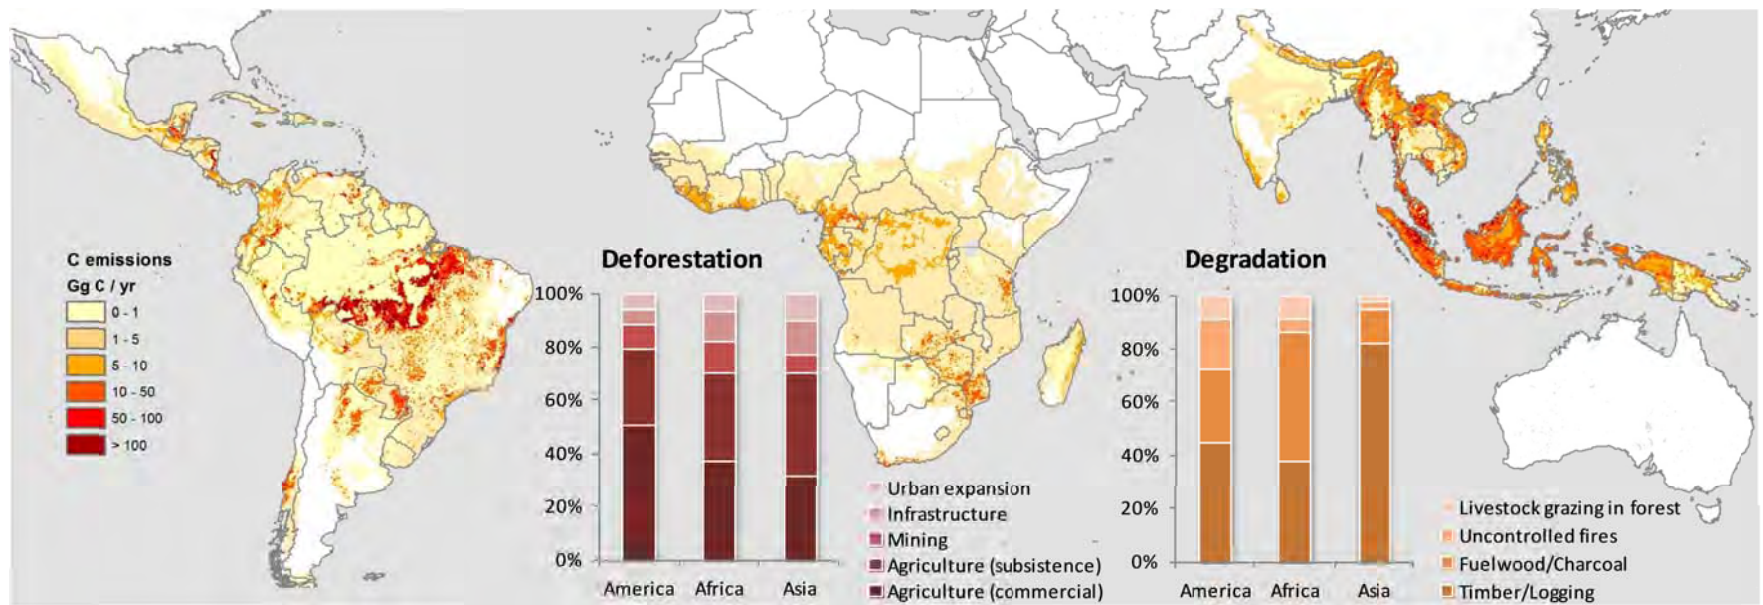 C emissions
Gg C / yr
0 - 1
1 - 5
5 - 10
10 - 50
50 - 100
> 100
Deforestation
100%
80%
60%
40%
20%
0%
America Africa Asia
Urban expansion
Infrastructure
Mining
Agriculture (subsistence)
Agriculture (commercial)
Degradation
100%
80%
60%
40%
20%
0%
America Africa Asia
Livestock grazing in forest
Uncontrolled fires
Fuelwood/Charcoal
Timber/Logging